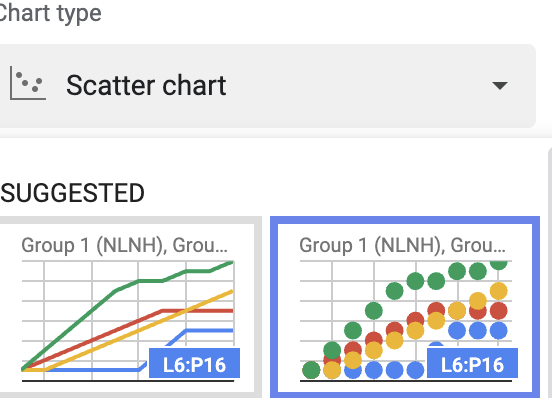 Chart type
Scatter chart
SUGGESTED
Group 1 (NLNH), Grou...
L6:P16
Group 1 (NLNH), Grou...
L6:P16